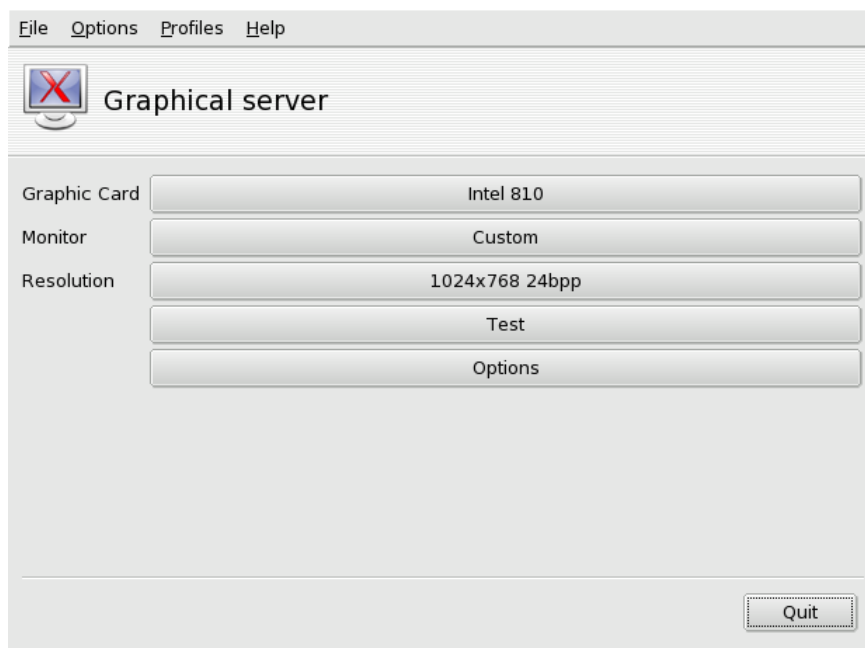 File Options Profiles Help
Graphical server
Graphic Card Intel 810
Monitor Custom
Resolution 1024x768 24bpp
Test
Options
Quit